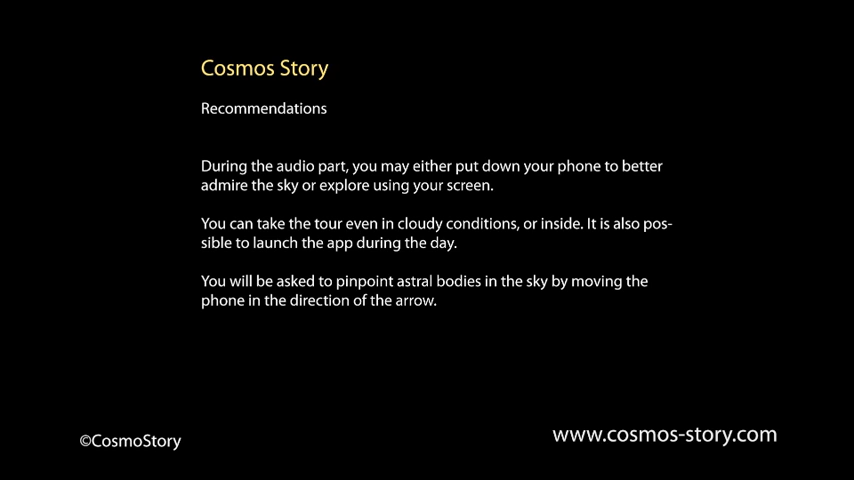 Cosmos Story
Recommendations
During the audio part, you may either put down your phone to better
admire the sky or explore using your screen.
You can take the tour even in cloudy conditions, or inside. It is also pos-
sible to launch the app during the day.
You will be asked to pinpoint astral bodies in the sky by moving the
phone in the direction of the arrow.
©CosmoStory
www.cosmos-story.com